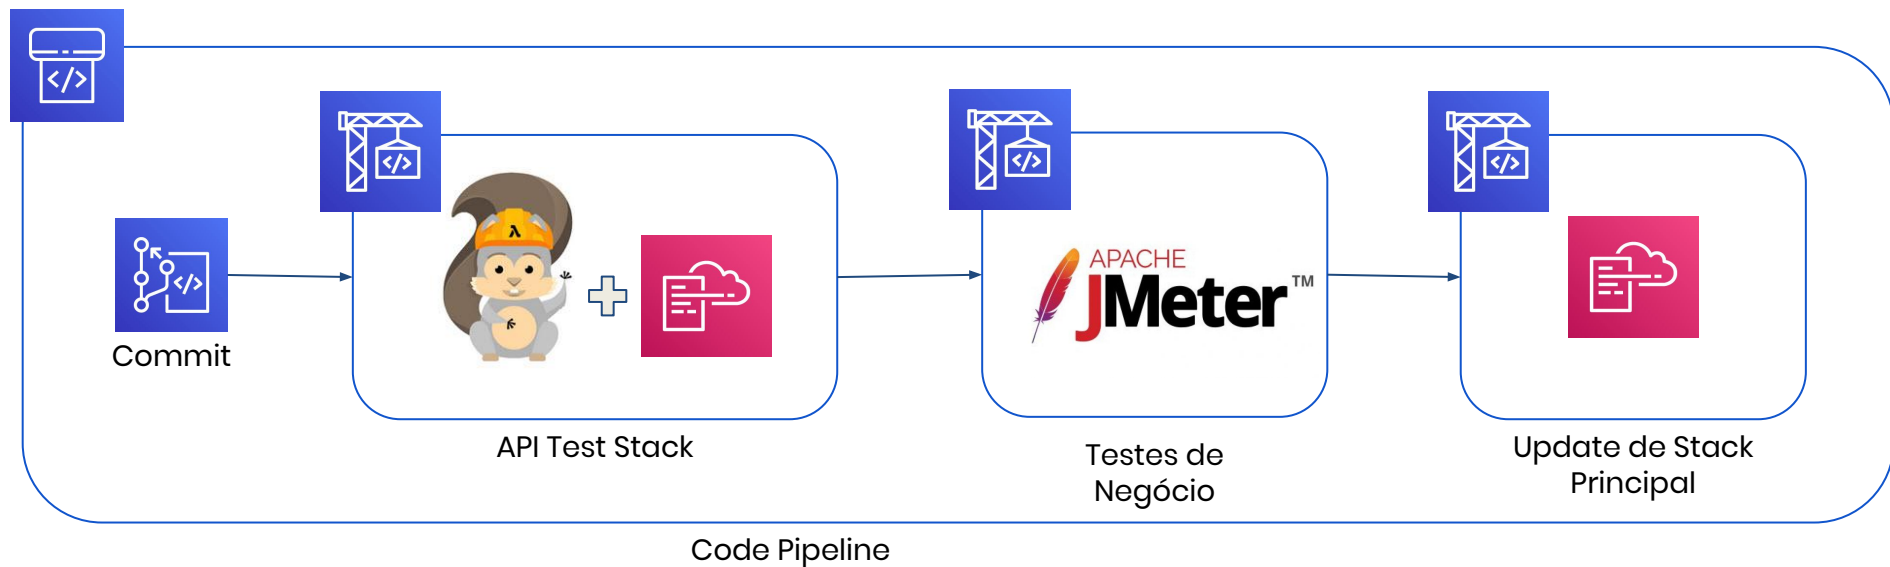 Commit
API Test Stack
APACHE
JMeter™
Testes de
Negócio
Update de Stack
Principal
Code Pipeline